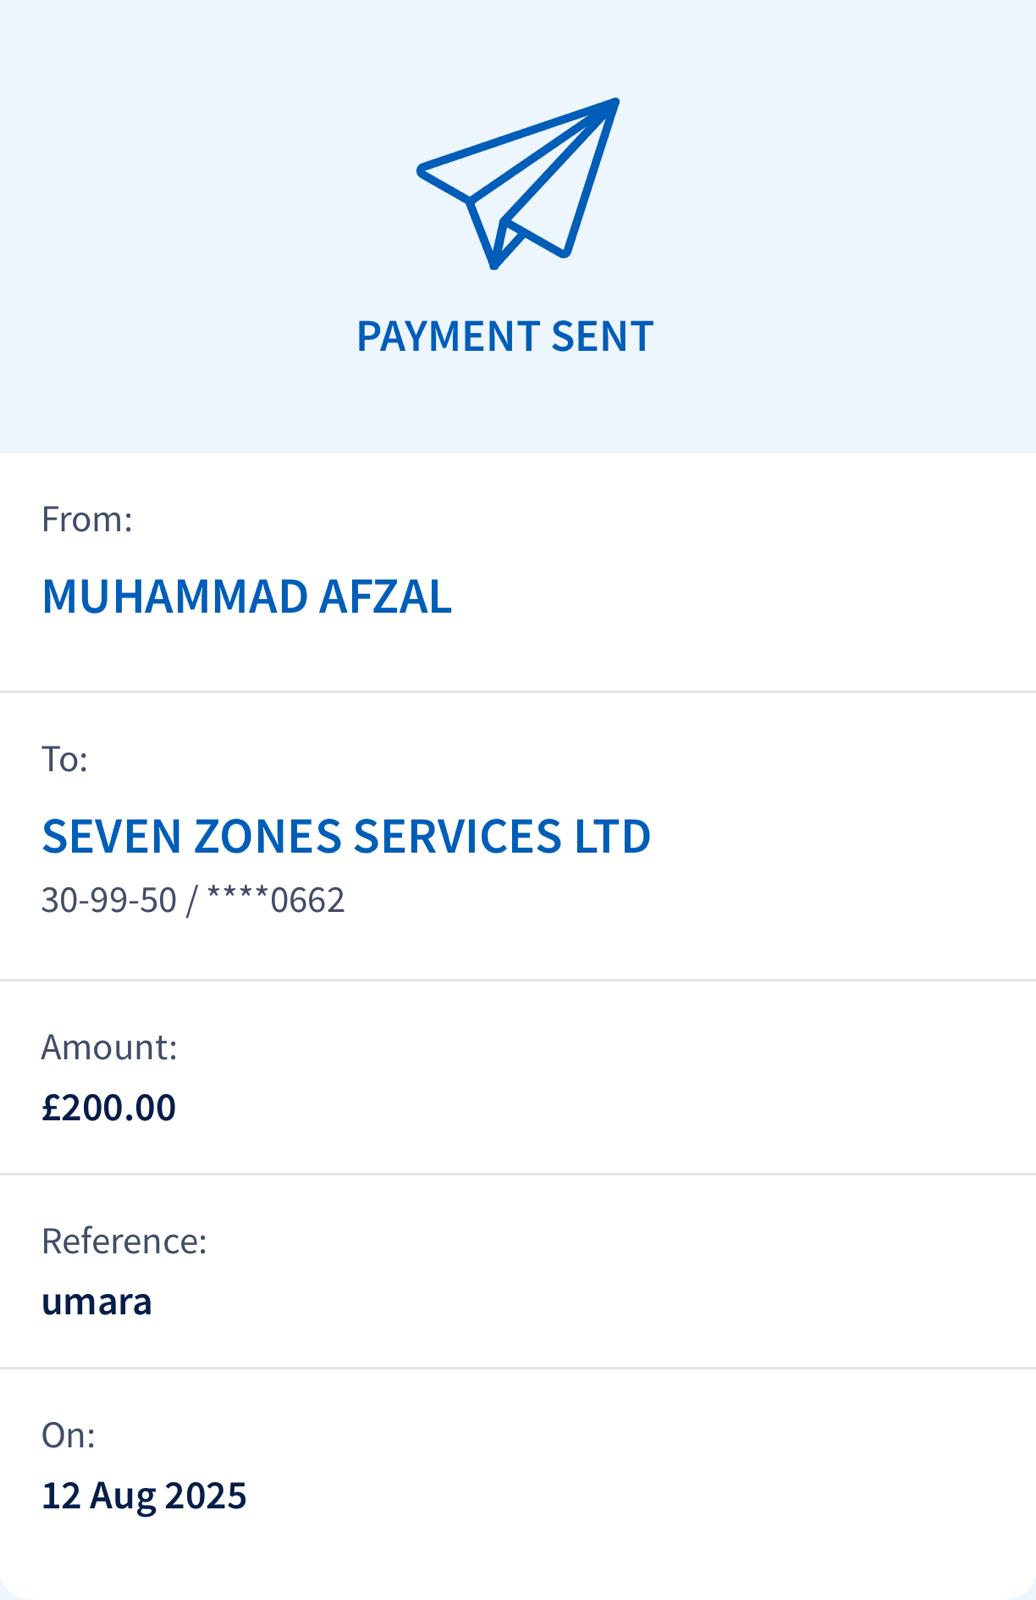 PAYMENT SENT
From:
MUHAMMAD AFZAL
To:
SEVEN ZONES SERVICES LTD
30-99-50 / ****0662
Amount:
£200.00
Reference:
umara
On:
12 Aug 2025